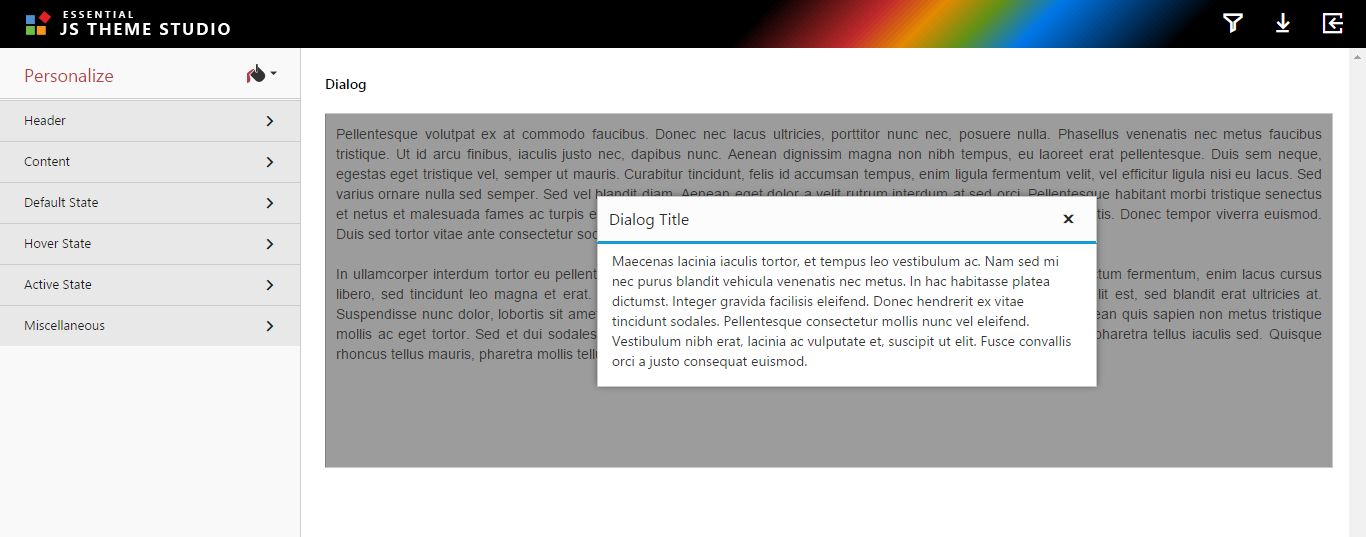 ESSENTIAL
JS THEME STUDIO
Personalize
Header
Content
Default State
Hover State
Active State
Miscellaneous
Dialog
Pellentesque volutpat ex at commodo faucibus. Donec nec lacus ultricies, porttitor nunc nec, posuere nulla. Phasellus venenatis nec metus faucibus
tristique. Ut id arcu finibus, iaculis justo nec, dapibus nunc. Aenean dignissim magna non nibh tempus, eu laoreet erat pellentesque. Duis sem neque,
egestas eget tristique vel, semper ut mauris. Curabitur tincidunt, felis id accumsan tempus, enim ligula fermentum velit, vel efficitur ligula nisi eu lacus. Sed
varius ornare nulla sed semper. Sed vel blandit diam. Aenean eget dolor a velit rutrum interdum at sed orci. Pellentesque habitant morbi tristique senectus
et netus et malesuada fames ac turpis e tis. Donec tempor viverra euismod.
Duis sed tortor vitae ante consectetur soc
In ullamcorper interdum tortor eu pellent ctum fermentum, enim lacus cursus
libero, sed tincidunt leo magna et erat. lit est, sed blandit erat ultricies at.
Suspendisse nunc dolor, lobortis sit amet ean quis sapien non metus tristique
mollis ac eget tortor. Sed et dui sodales pharetra tellus iaculis sed. Quisque
rhoncus tellus mauris, pharetra mollis tellu
Dialog Title
Maecenas lacinia iaculis tortor, et tempus leo vestibulum ac. Nam sed mi
nec purus blandit vehicula venenatis nec metus. In hac habitasse platea
dictumst. Integer gravida facilisis eleifend. Donec hendrerit ex vitae
tincidunt sodales. Pellentesque consectetur mollis nunc vel eleifend.
Vestibulum nibh erat, lacinia ac vulputate et, suscipit ut elit. Fusce convallis
orci a justo consequat euismod.